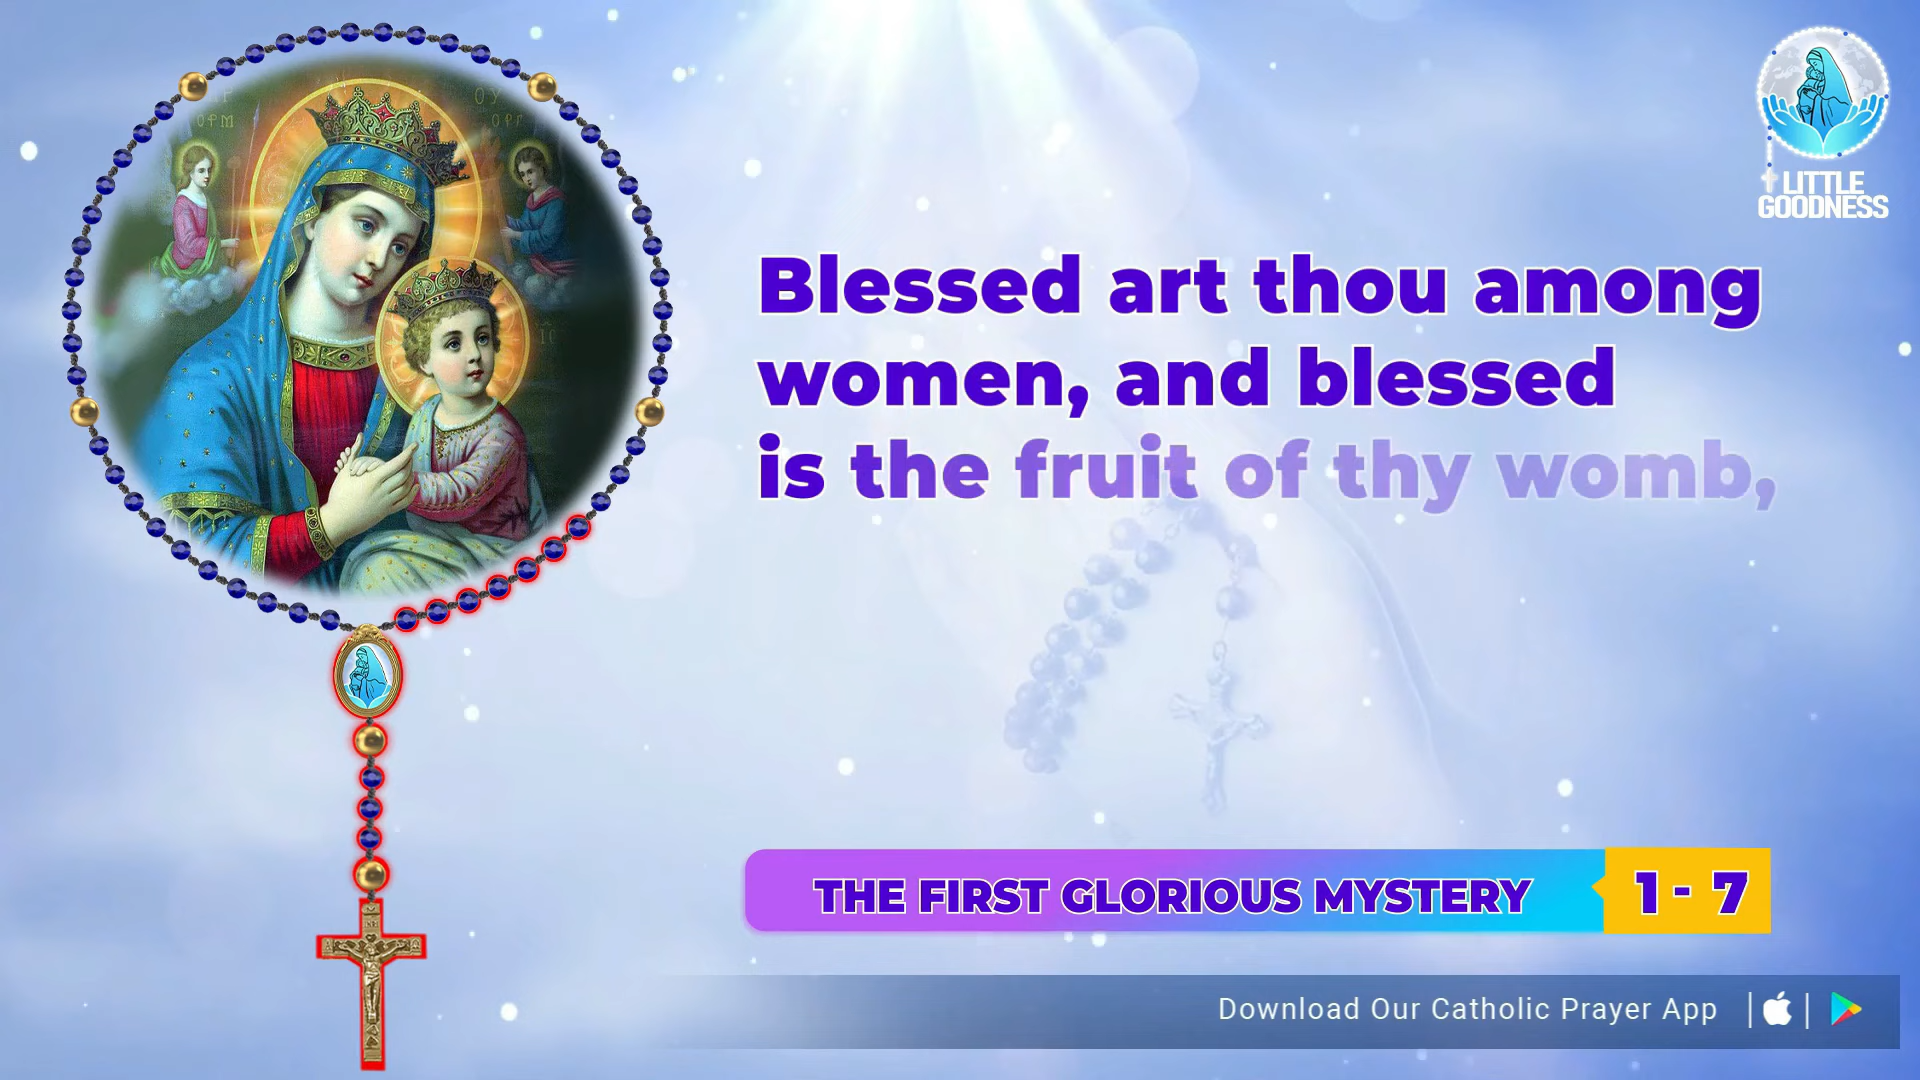 LITTLE
GOODNESS
Blessed art thou among
women, and blessed
is the fruit of thy womb,
THE FIRST GLORIOUS MYSTERY
1 - 7
Download Our Catholic Prayer App